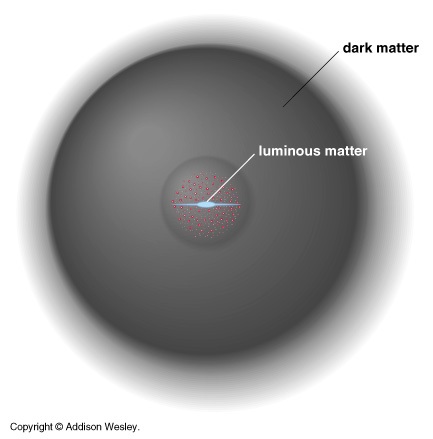 dark matter
luminous matter
Copyright © Addison Wesley.